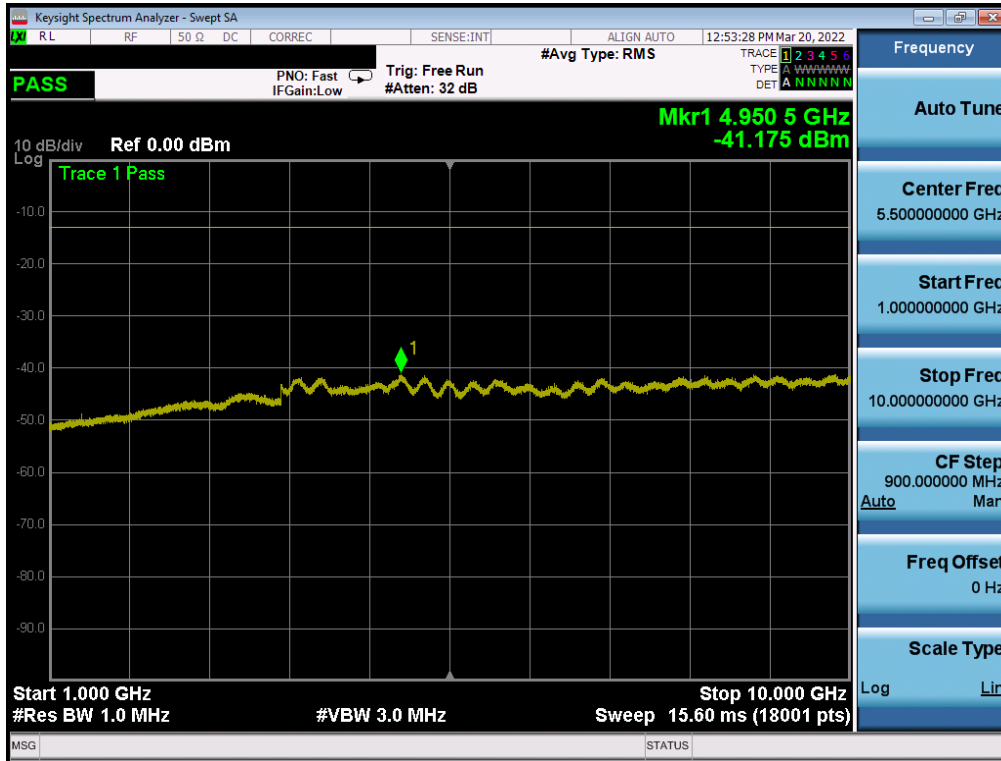 Keysight Spectrum Analyzer - Swept SA
LXI RL RF 50 Ω DC CORREC SENSE:INT ALIGN AUTO 12:53:28 PM Mar 20, 2022
PASS
PNO: Fast
IFGain:Low
Trig: Free Run
#Atten: 32 dB
#Avg Type: RMS
TRACE 1 2 3 4 5 6
TYPE A WWWWW
DET A N N N N N
Mkr1 4.950 5 GHz
-41.175 dBm
10 dB/div Ref 0.00 dBm
Log
Trace 1 Pass
1
-10.0
-20.0
-30.0
-40.0
-50.0
-60.0
-70.0
-80.0
-90.0
Start 1.000 GHz
Stop 10.000 GHz
#Res BW 1.0 MHz
#VBW 3.0 MHz
Sweep 15.60 ms (18001 pts)
MSG
STATUS
Frequency
Auto Tune
Center Freq
5.500000000 GHz
Start Freq
1.000000000 GHz
Stop Freq
10.000000000 GHz
CF Step
900.000000 MHz
Auto Man
Freq Offset
0 Hz
Scale Type
Log Lin